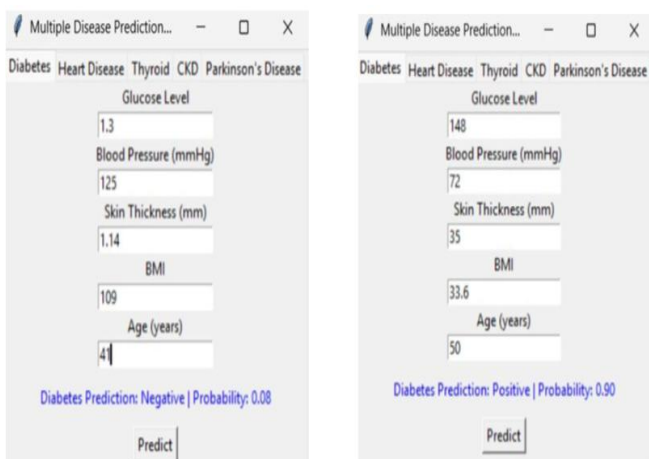 Multiple Disease Prediction...
Diabetes Heart Disease Thyroid CKD Parkinson's Disease
Glucose Level
1.3
Blood Pressure (mmHg)
125
Skin Thickness (mm)
1.14
BMI
109
Age (years)
41
Diabetes Prediction: Negative | Probability: 0.08
Predict
Multiple Disease Prediction...
Diabetes Heart Disease Thyroid CKD Parkinson's Disease
Glucose Level
148
Blood Pressure (mmHg)
72
Skin Thickness (mm)
35
BMI
33.6
Age (years)
50
Diabetes Prediction: Positive | Probability: 0.90
Predict